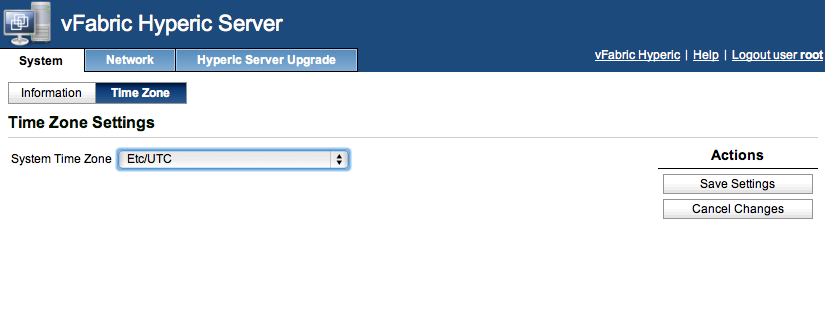 vFabric Hyperic Server
System Network Hyperic Server Upgrade
vFabric Hyperic | Help | Logout user root
Information Time Zone
Time Zone Settings
System Time Zone Etc/UTC
Actions
Save Settings
Cancel Changes